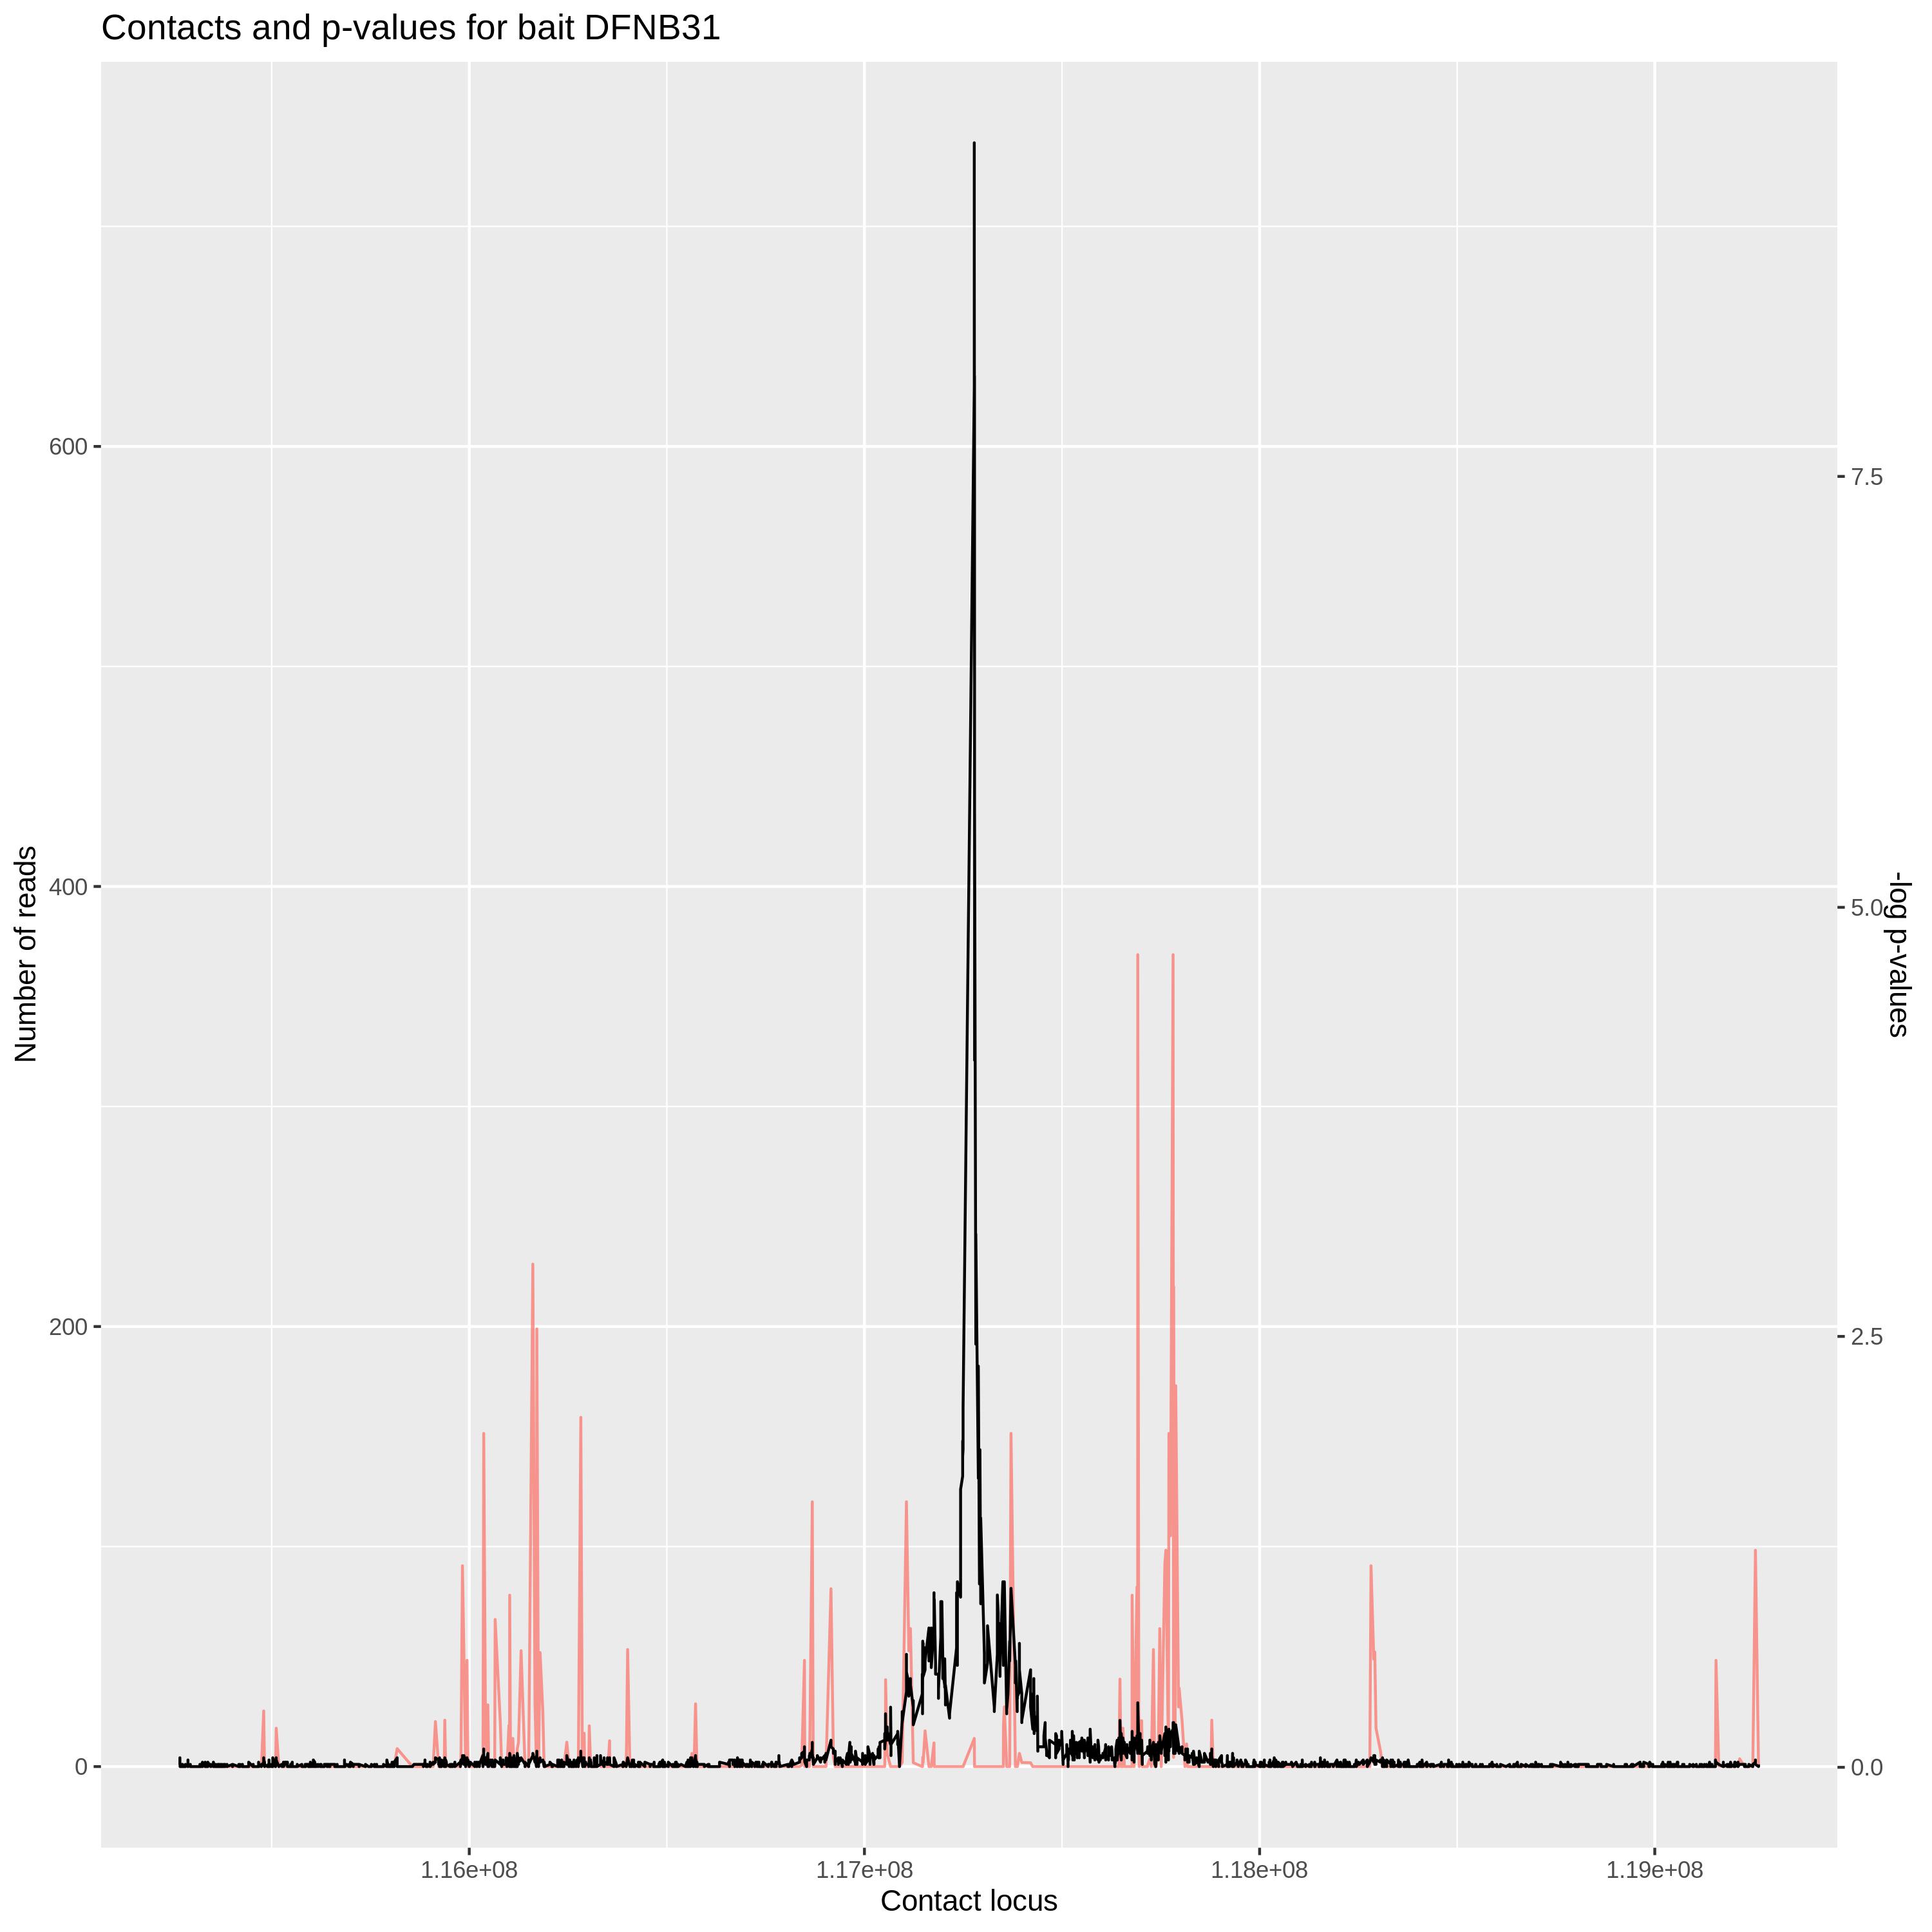 Contacts and p-values for bait DFNB31
Number of reads
600
400
200
0
7.5
5.0
2.5
0.0
-log p-values
1.16e+08
1.17e+08
1.18e+08
1.19e+08
Contact locus